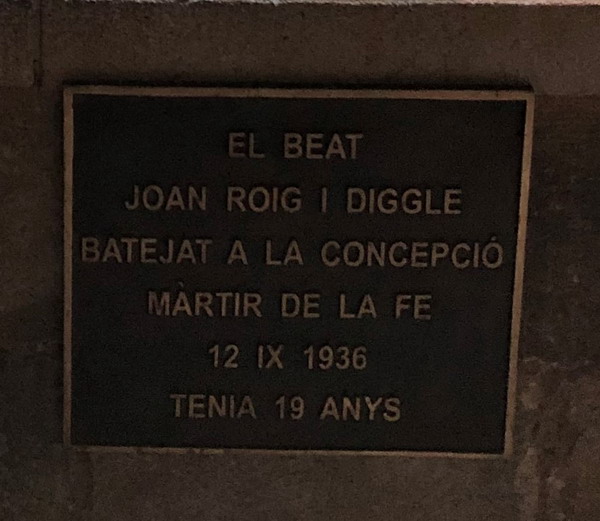 EL BEAT
JOAN ROIG I DIGGLE
BATEJAT A LA CONCEPCIÓ
MÀRTIR DE LA FE
12 IX 1936
TENIA 19 ANYS